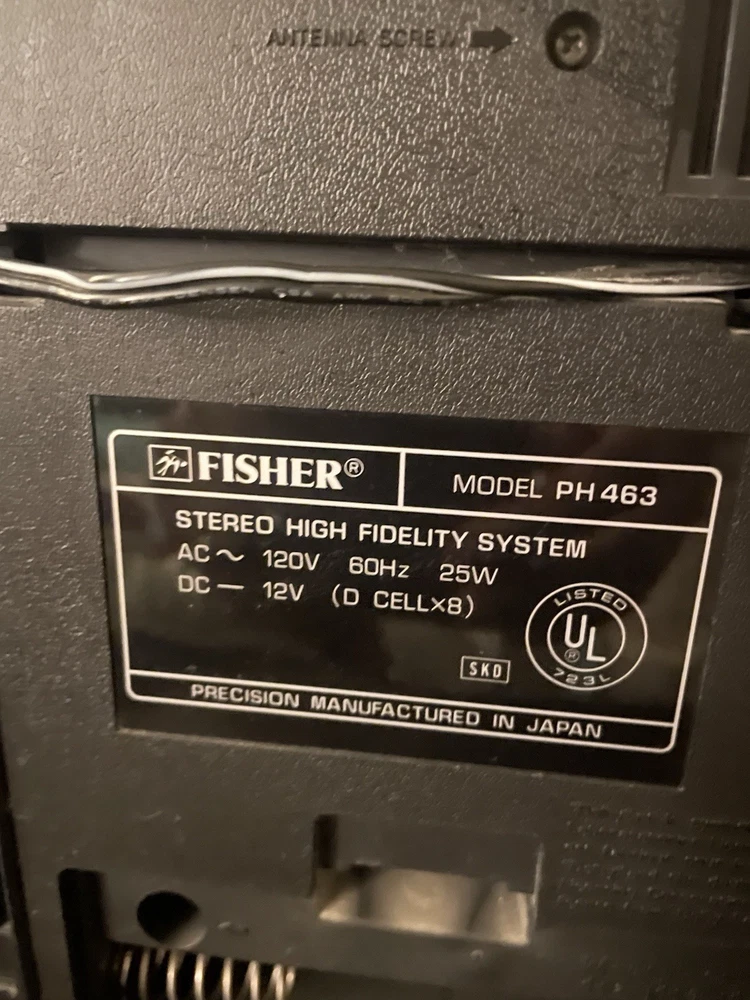 ANTENNA SCREW
FISHER®
MODEL PH 463
STEREO HIGH FIDELITY SYSTEM
AC ~ 120V 60Hz 25W
DC — 12V (D CELL×8)
LISTED
UL®
723L
SKD
PRECISION MANUFACTURED IN JAPAN